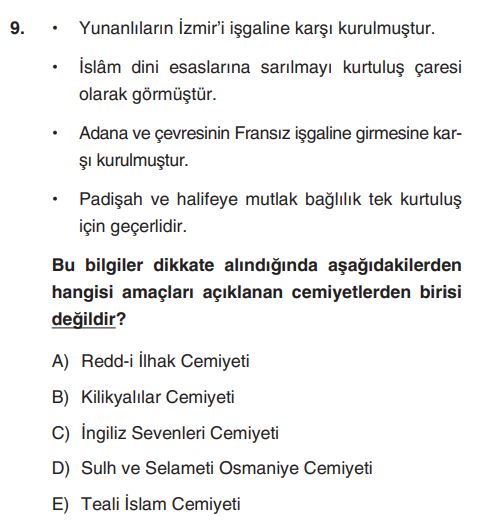 9. • Yunanlıların İzmir’i işgaline karşı kurulmuştur.
• İslâm dini esaslarına sarılmayı kurtuluş çaresi
olarak görmüştür.
• Adana ve çevresinin Fransız işgaline girmesine kar-
şı kurulmuştur.
• Padişah ve halifeye mutlak bağlılık tek kurtuluş
için geçerlidir.
Bu bilgiler dikkate alındığında aşağıdakilerden
hangisi amaçları açıklanan cemiyetlerden birisi
değildir?
A) Redd-i İlhak Cemiyeti
B) Kilikyalılar Cemiyeti
C) İngiliz Sevenleri Cemiyeti
D) Sulh ve Selameti Osmaniye Cemiyeti
E) Teali İslam Cemiyeti